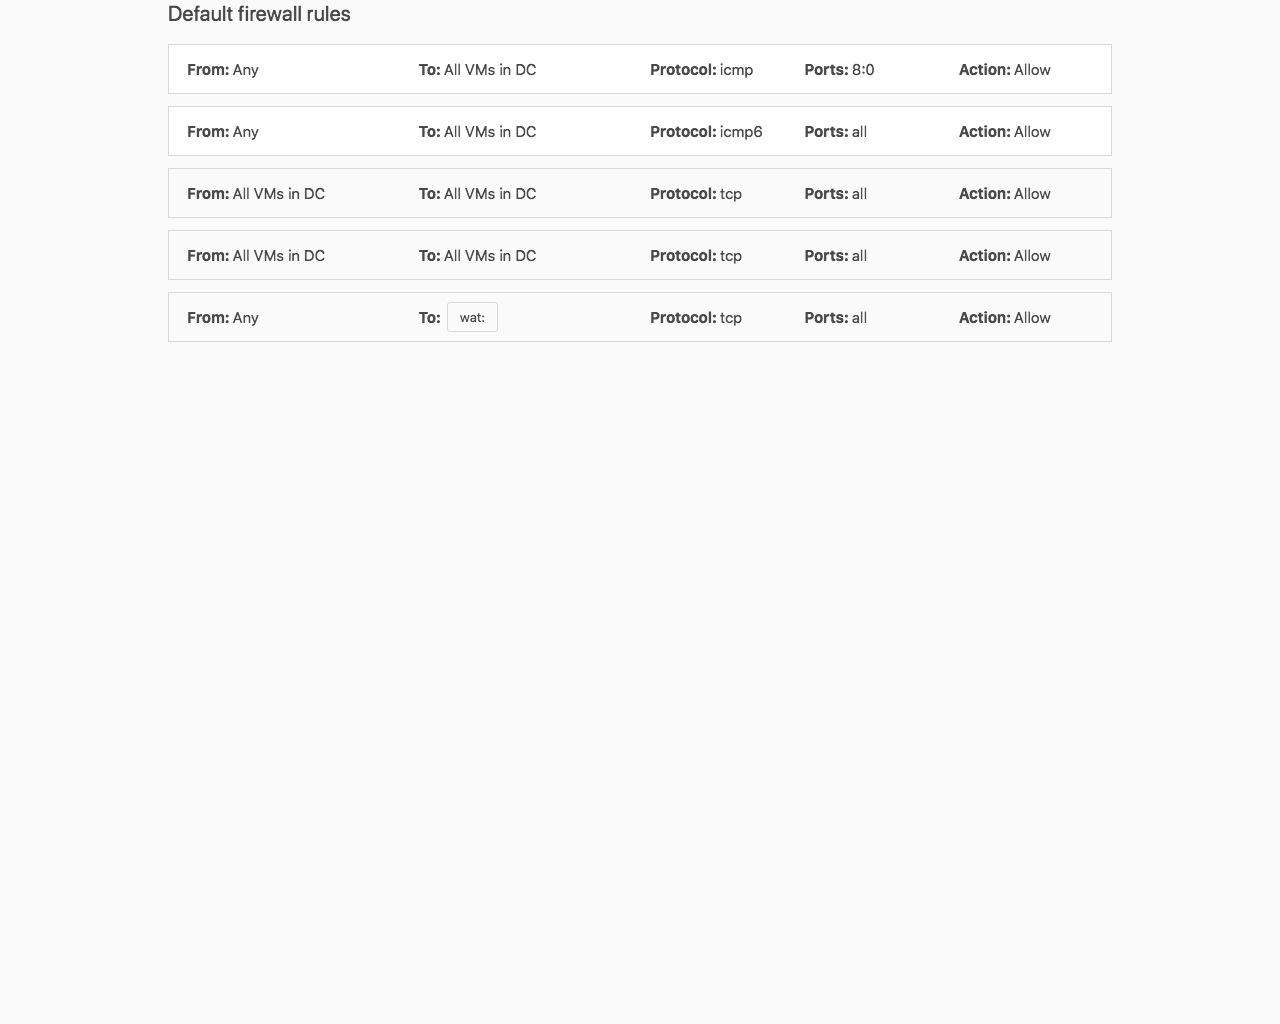 Default firewall rules
From: Any To: All VMs in DC Protocol: icmp Ports: 8:0 Action: Allow
From: Any To: All VMs in DC Protocol: icmp6 Ports: all Action: Allow
From: All VMs in DC To: All VMs in DC Protocol: tcp Ports: all Action: Allow
From: All VMs in DC To: All VMs in DC Protocol: tcp Ports: all Action: Allow
From: Any To: wat: Protocol: tcp Ports: all Action: Allow